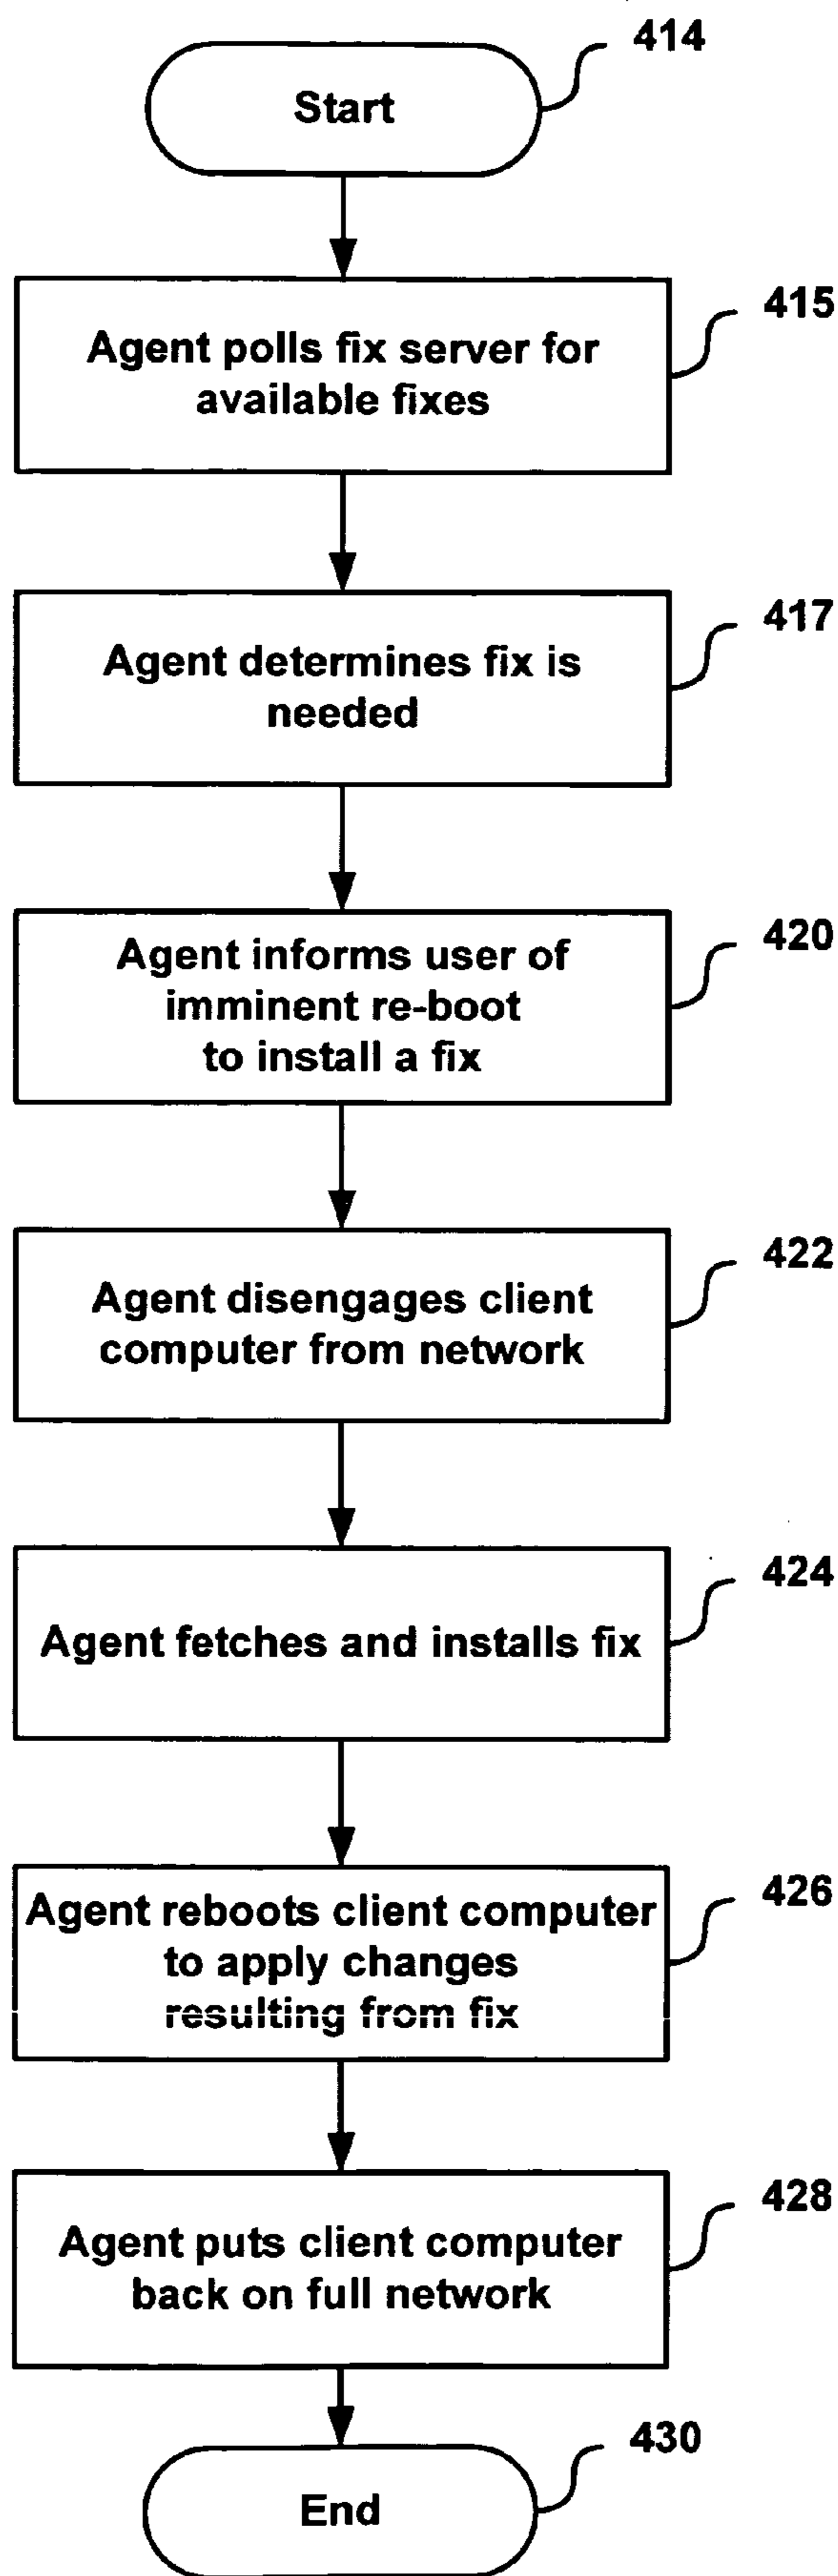 414
Start
415
Agent polls fix server for
available fixes
417
Agent determines fix is
needed
420
Agent informs user of
imminent re-boot
to install a fix
422
Agent disengages client
computer from network
424
Agent fetches and installs fix
426
Agent reboots client computer
to apply changes
resulting from fix
428
Agent puts client computer
back on full network
430
End